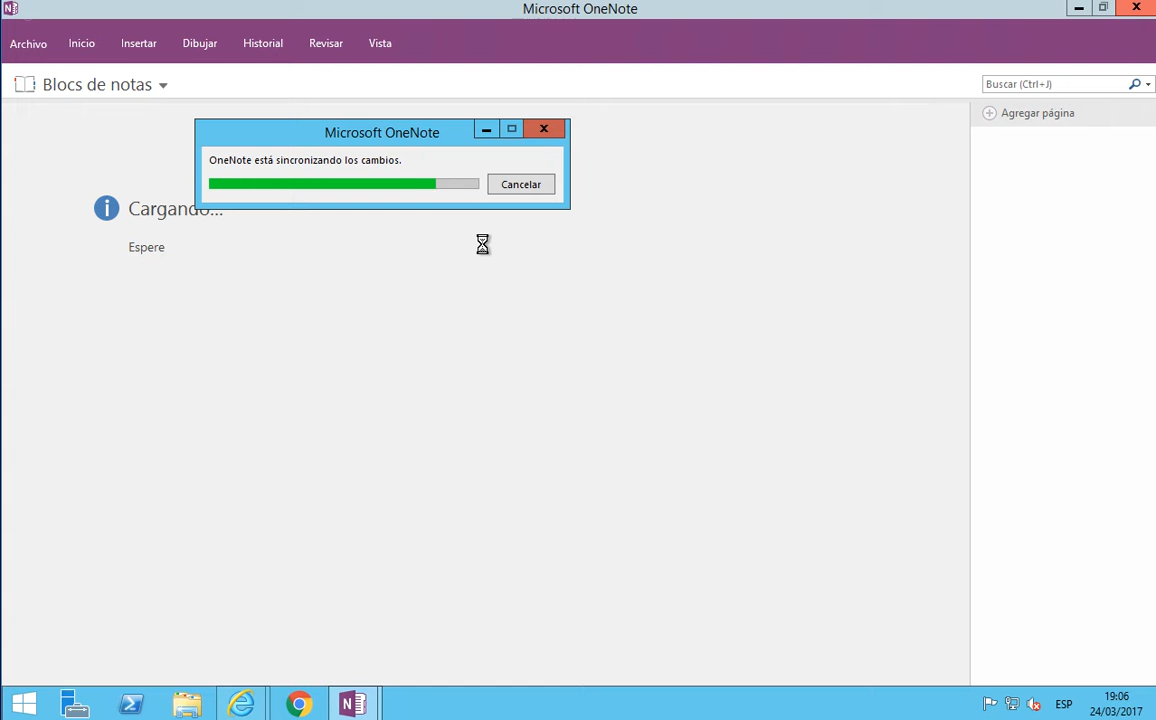 Microsoft OneNote
Archivo Inicio Insertar Dibujar Historial Revisar Vista
Blocs de notas
Buscar (Ctrl+J)
Agregar página
Microsoft OneNote
OneNote está sincronizando los cambios.
Cancelar
Cargando...
Espere
ESP
19:06
24/03/2017